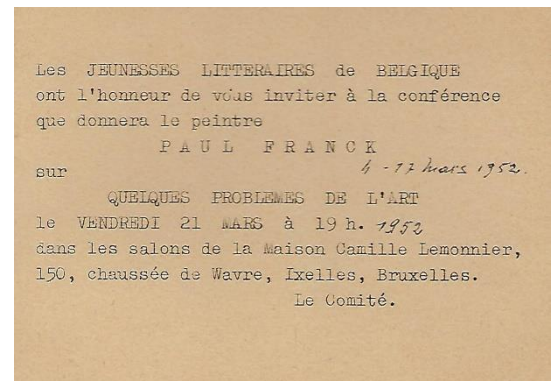 Les JEUNESSES LITTERAIRES de BELGIQUE
ont l'honneur de vous inviter à la conférence
que donnera le peintre
PAUL FRANCK
sur 4 - 17 mars 1952.
QUELQUES PROBLEMES DE L'ART
le VENDREDI 21 MARS à 19 h. 1952
dans les salons de la Maison Camille Lemonnier,
150, chaussée de Wavre, Ixelles, Bruxelles.
Le Comité.